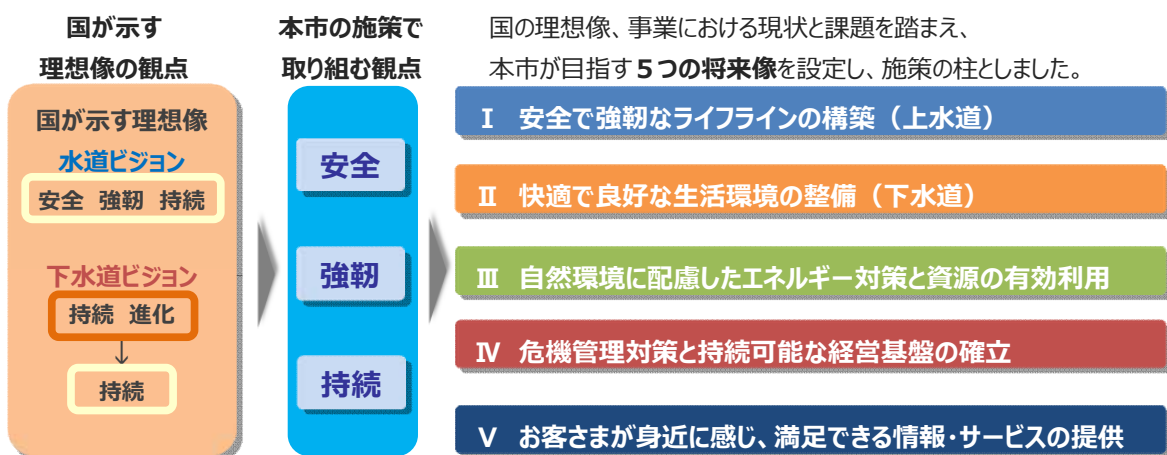 国が示す
理想像の観点
本市の施策で
取り組む観点
国の理想像、事業における現状と課題を踏まえ、
本市が目指す５つの将来像を設定し、施策の柱としました。
国が示す理想像
水道ビジョン
安全 強靭 持続
下水道ビジョン
持続 進化
↓
持続
安全
強靭
持続
Ⅰ 安全で強靭なライフラインの構築（上水道）
Ⅱ 快適で良好な生活環境の整備（下水道）
Ⅲ 自然環境に配慮したエネルギー対策と資源の有効利用
Ⅳ 危機管理対策と持続可能な経営基盤の確立
Ⅴ お客さまが身近に感じ、満足できる情報・サービスの提供